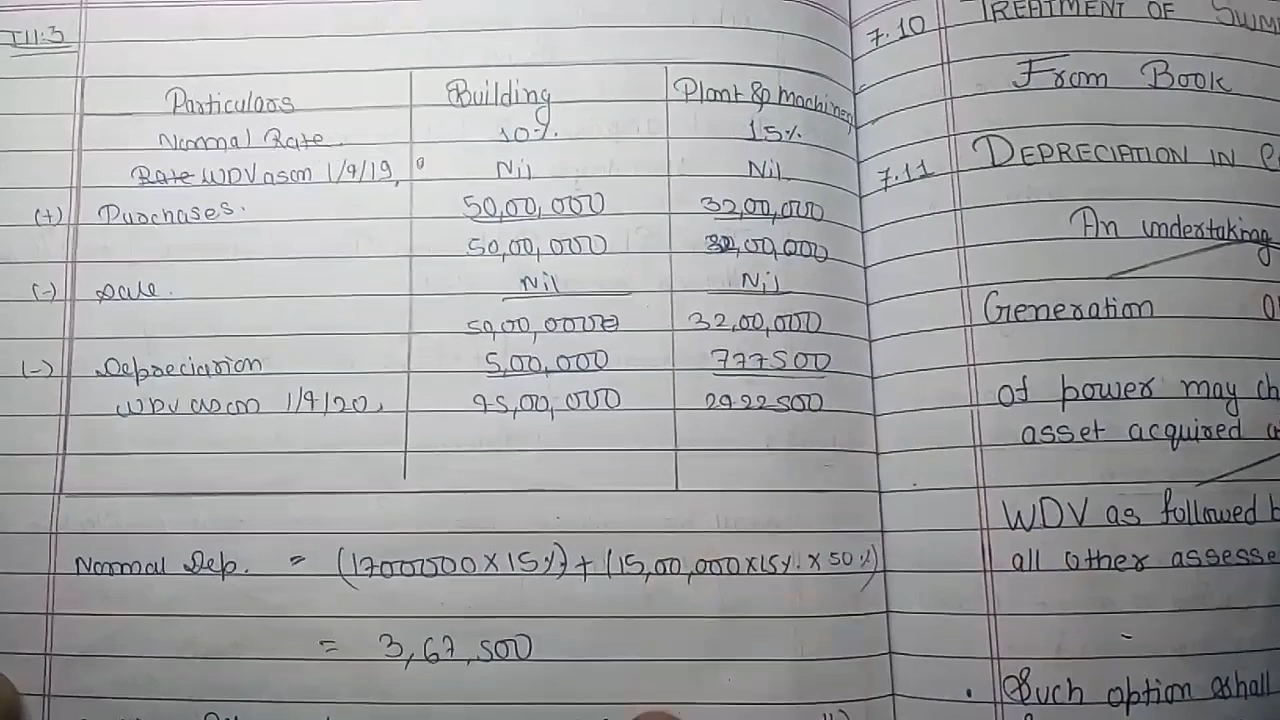 Ill:3
Particulars Building Plant & machinery
Normal Rate 10% 15%
WDV as on 1/4/19, Nil Nil
(+) Purchases. 50,00,000 32,00,000
50,00,000 32,00,000
(-) Sale. Nil Nil
50,00,000 32,00,000
(-) Depreciation 5,00,000 777500
WDV as on 1/4/20, 45,00,000 2422500
Normal Dep. = (1700000 x 15%) + (15,00,000 x 15% x 50%)
= 3,67,500
7.10 TREATMENT OF
From Book
7.11 DEPRECIATION IN
An undertaking
Generation
of power may
asset acquired
WDV as followed
all other
-
• Such option shall